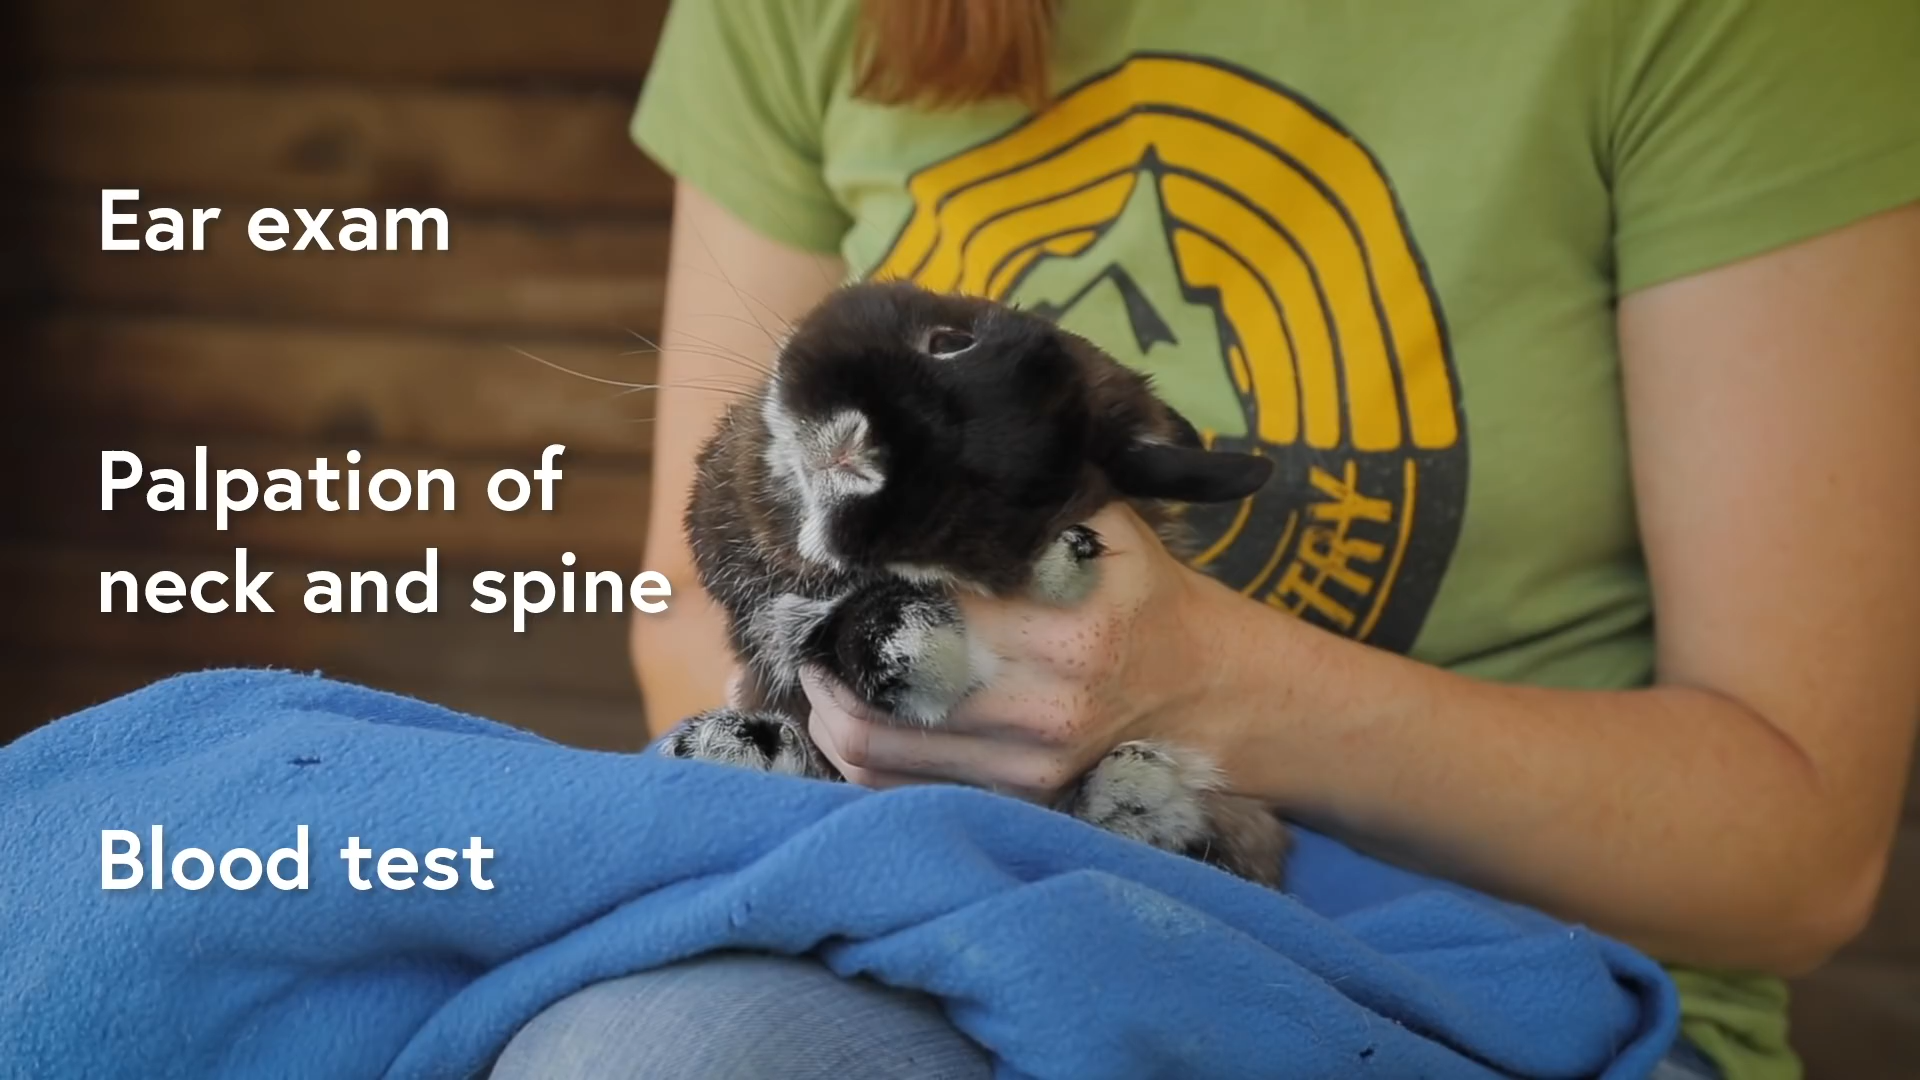 Ear exam
Palpation of
neck and spine
Blood test